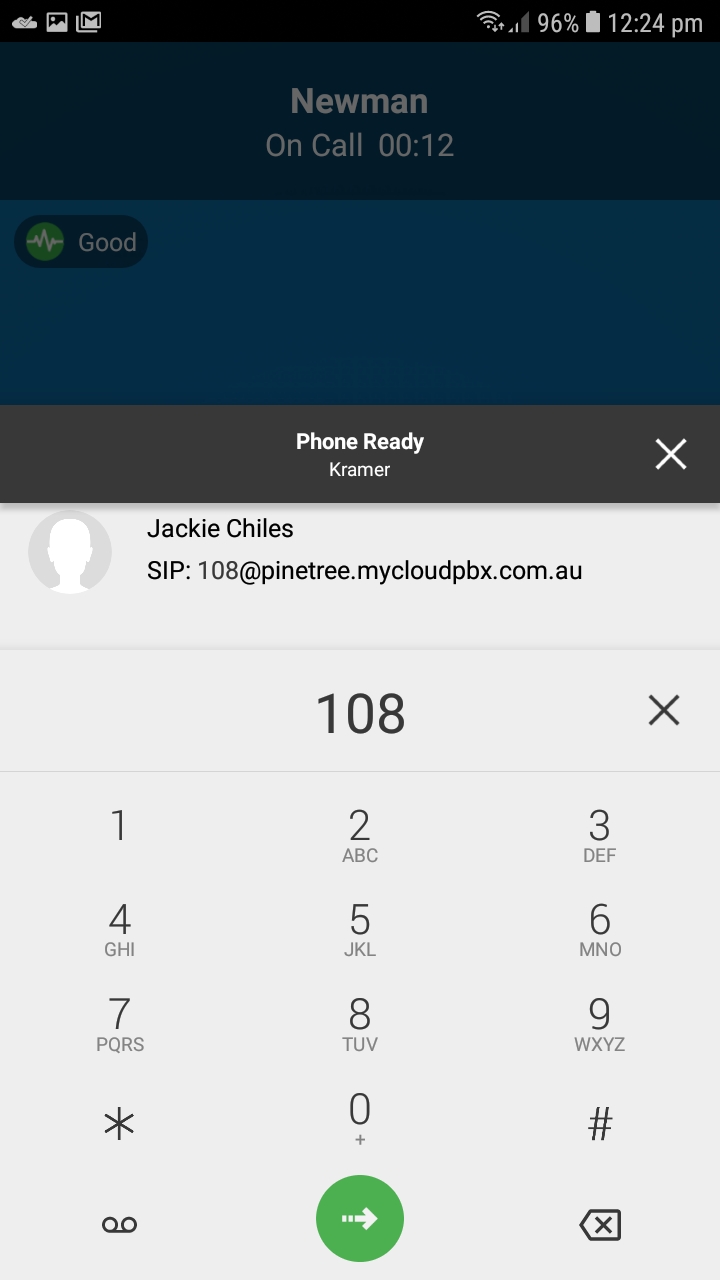 96% 12:24 pm
Newman
On Call 00:12
Good
Phone Ready
Kramer
Jackie Chiles
SIP: 108@pinetree.mycloudpbx.com.au
108
1 2 3
ABC DEF
4 5 6
GHI JKL MNO
7 8 9
PQRS TUV WXYZ
* 0 #
+